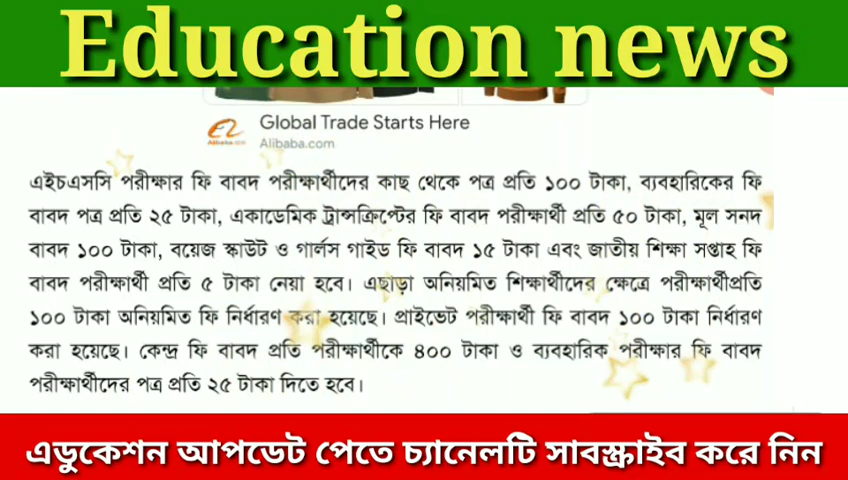 Education news
Global Trade Starts Here
Alibaba.com
Alibaba.com
এইচএসসি পরীক্ষার ফি বাবদ পরীক্ষার্থীদের কাছ থেকে পত্র প্রতি ১০০ টাকা, ব্যবহারিকের ফি
বাবদ পত্র প্রতি ২৫ টাকা, একাডেমিক ট্রান্সক্রিপ্টের ফি বাবদ পরীক্ষার্থী প্রতি ৫০ টাকা, মূল সনদ
বাবদ ১০০ টাকা, বয়েজ স্কাউট ও গার্লস গাইড ফি বাবদ ১৫ টাকা এবং জাতীয় শিক্ষা সপ্তাহ ফি
বাবদ পরীক্ষার্থী প্রতি ৫ টাকা নেয়া হবে। এছাড়া অনিয়মিত শিক্ষার্থীদের ক্ষেত্রে পরীক্ষার্থীপ্রতি
১০০ টাকা অনিয়মিত ফি নির্ধারণ করা হয়েছে। প্রাইভেট পরীক্ষার্থী ফি বাবদ ১০০ টাকা নির্ধারণ
করা হয়েছে। কেন্দ্র ফি বাবদ প্রতি পরীক্ষার্থীকে ৪০০ টাকা ও ব্যবহারিক পরীক্ষার ফি বাবদ
পরীক্ষার্থীদের পত্র প্রতি ২৫ টাকা দিতে হবে।
এডুকেশন আপডেট পেতে চ্যানেলটি সাবস্ক্রাইব করে নিন